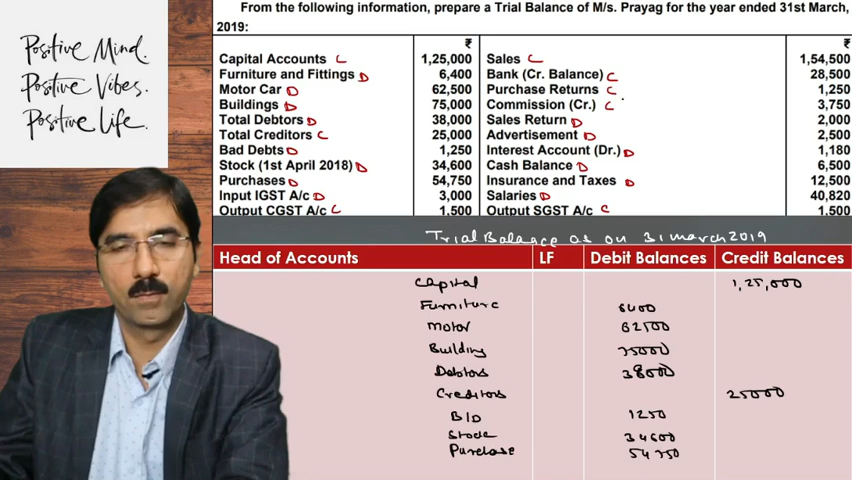 From the following information, prepare a Trial Balance of M/s. Prayag for the year ended 31st March,
2019:
Positive Mind.
Positive Vibes.
Positive Life.
₹ ₹
Capital Accounts C 1,25,000 Sales C 1,54,500
Furniture and Fittings D 6,400 Bank (Cr. Balance) C 28,500
Motor Car D 62,500 Purchase Returns C 1,250
Buildings D 75,000 Commission (Cr.) C 3,750
Total Debtors D 38,000 Sales Return D 2,000
Total Creditors C 25,000 Advertisement D 2,500
Bad Debts D 1,250 Interest Account (Dr.) D 1,180
Stock (1st April 2018) D 34,600 Cash Balance D 6,500
Purchases D 54,750 Insurance and Taxes D 12,500
Input IGST A/c D 3,000 Salaries D 40,820
Output CGST A/c C 1,500 Output SGST A/c C 1,500
Trial Balance as on 31 march 2019
Head of Accounts LF Debit Balances Credit Balances
Capital 1,25,000
Furniture 6400
Motor 62500
Building 75000
Debtors 38000
Creditors 25000
B/D 1250
Stock 34600
Purchase 54750